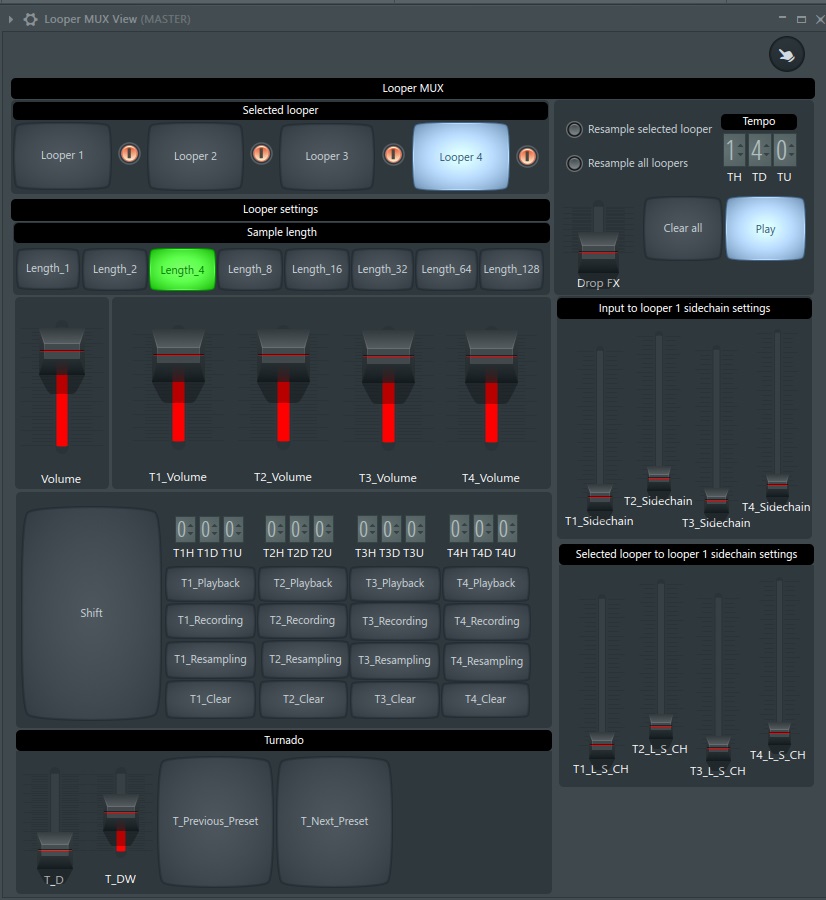 Looper MUX View (MASTER)
Looper MUX
Selected looper
Looper 1
Looper 2
Looper 3
Looper 4
Resample selected looper
Resample all loopers
Tempo
1 4 0
TH TD TU
Clear all
Play
Drop FX
Looper settings
Sample length
Length_1
Length_2
Length_4
Length_8
Length_16
Length_32
Length_64
Length_128
Volume
T1_Volume
T2_Volume
T3_Volume
T4_Volume
Input to looper 1 sidechain settings
T1_Sidechain
T2_Sidechain
T3_Sidechain
T4_Sidechain
Shift
0 0 0
0 0 0
0 0 0
0 0 0
T1H T1D T1U
T2H T2D T2U
T3H T3D T3U
T4H T4D T4U
T1_Playback
T2_Playback
T3_Playback
T4_Playback
T1_Recording
T2_Recording
T3_Recording
T4_Recording
T1_Resampling
T2_Resampling
T3_Resampling
T4_Resampling
T1_Clear
T2_Clear
T3_Clear
T4_Clear
Selected looper to looper 1 sidechain settings
T1_L_S_CH
T2_L_S_CH
T3_L_S_CH
T4_L_S_CH
Turnado
T_D
T_DW
T_Previous_Preset
T_Next_Preset